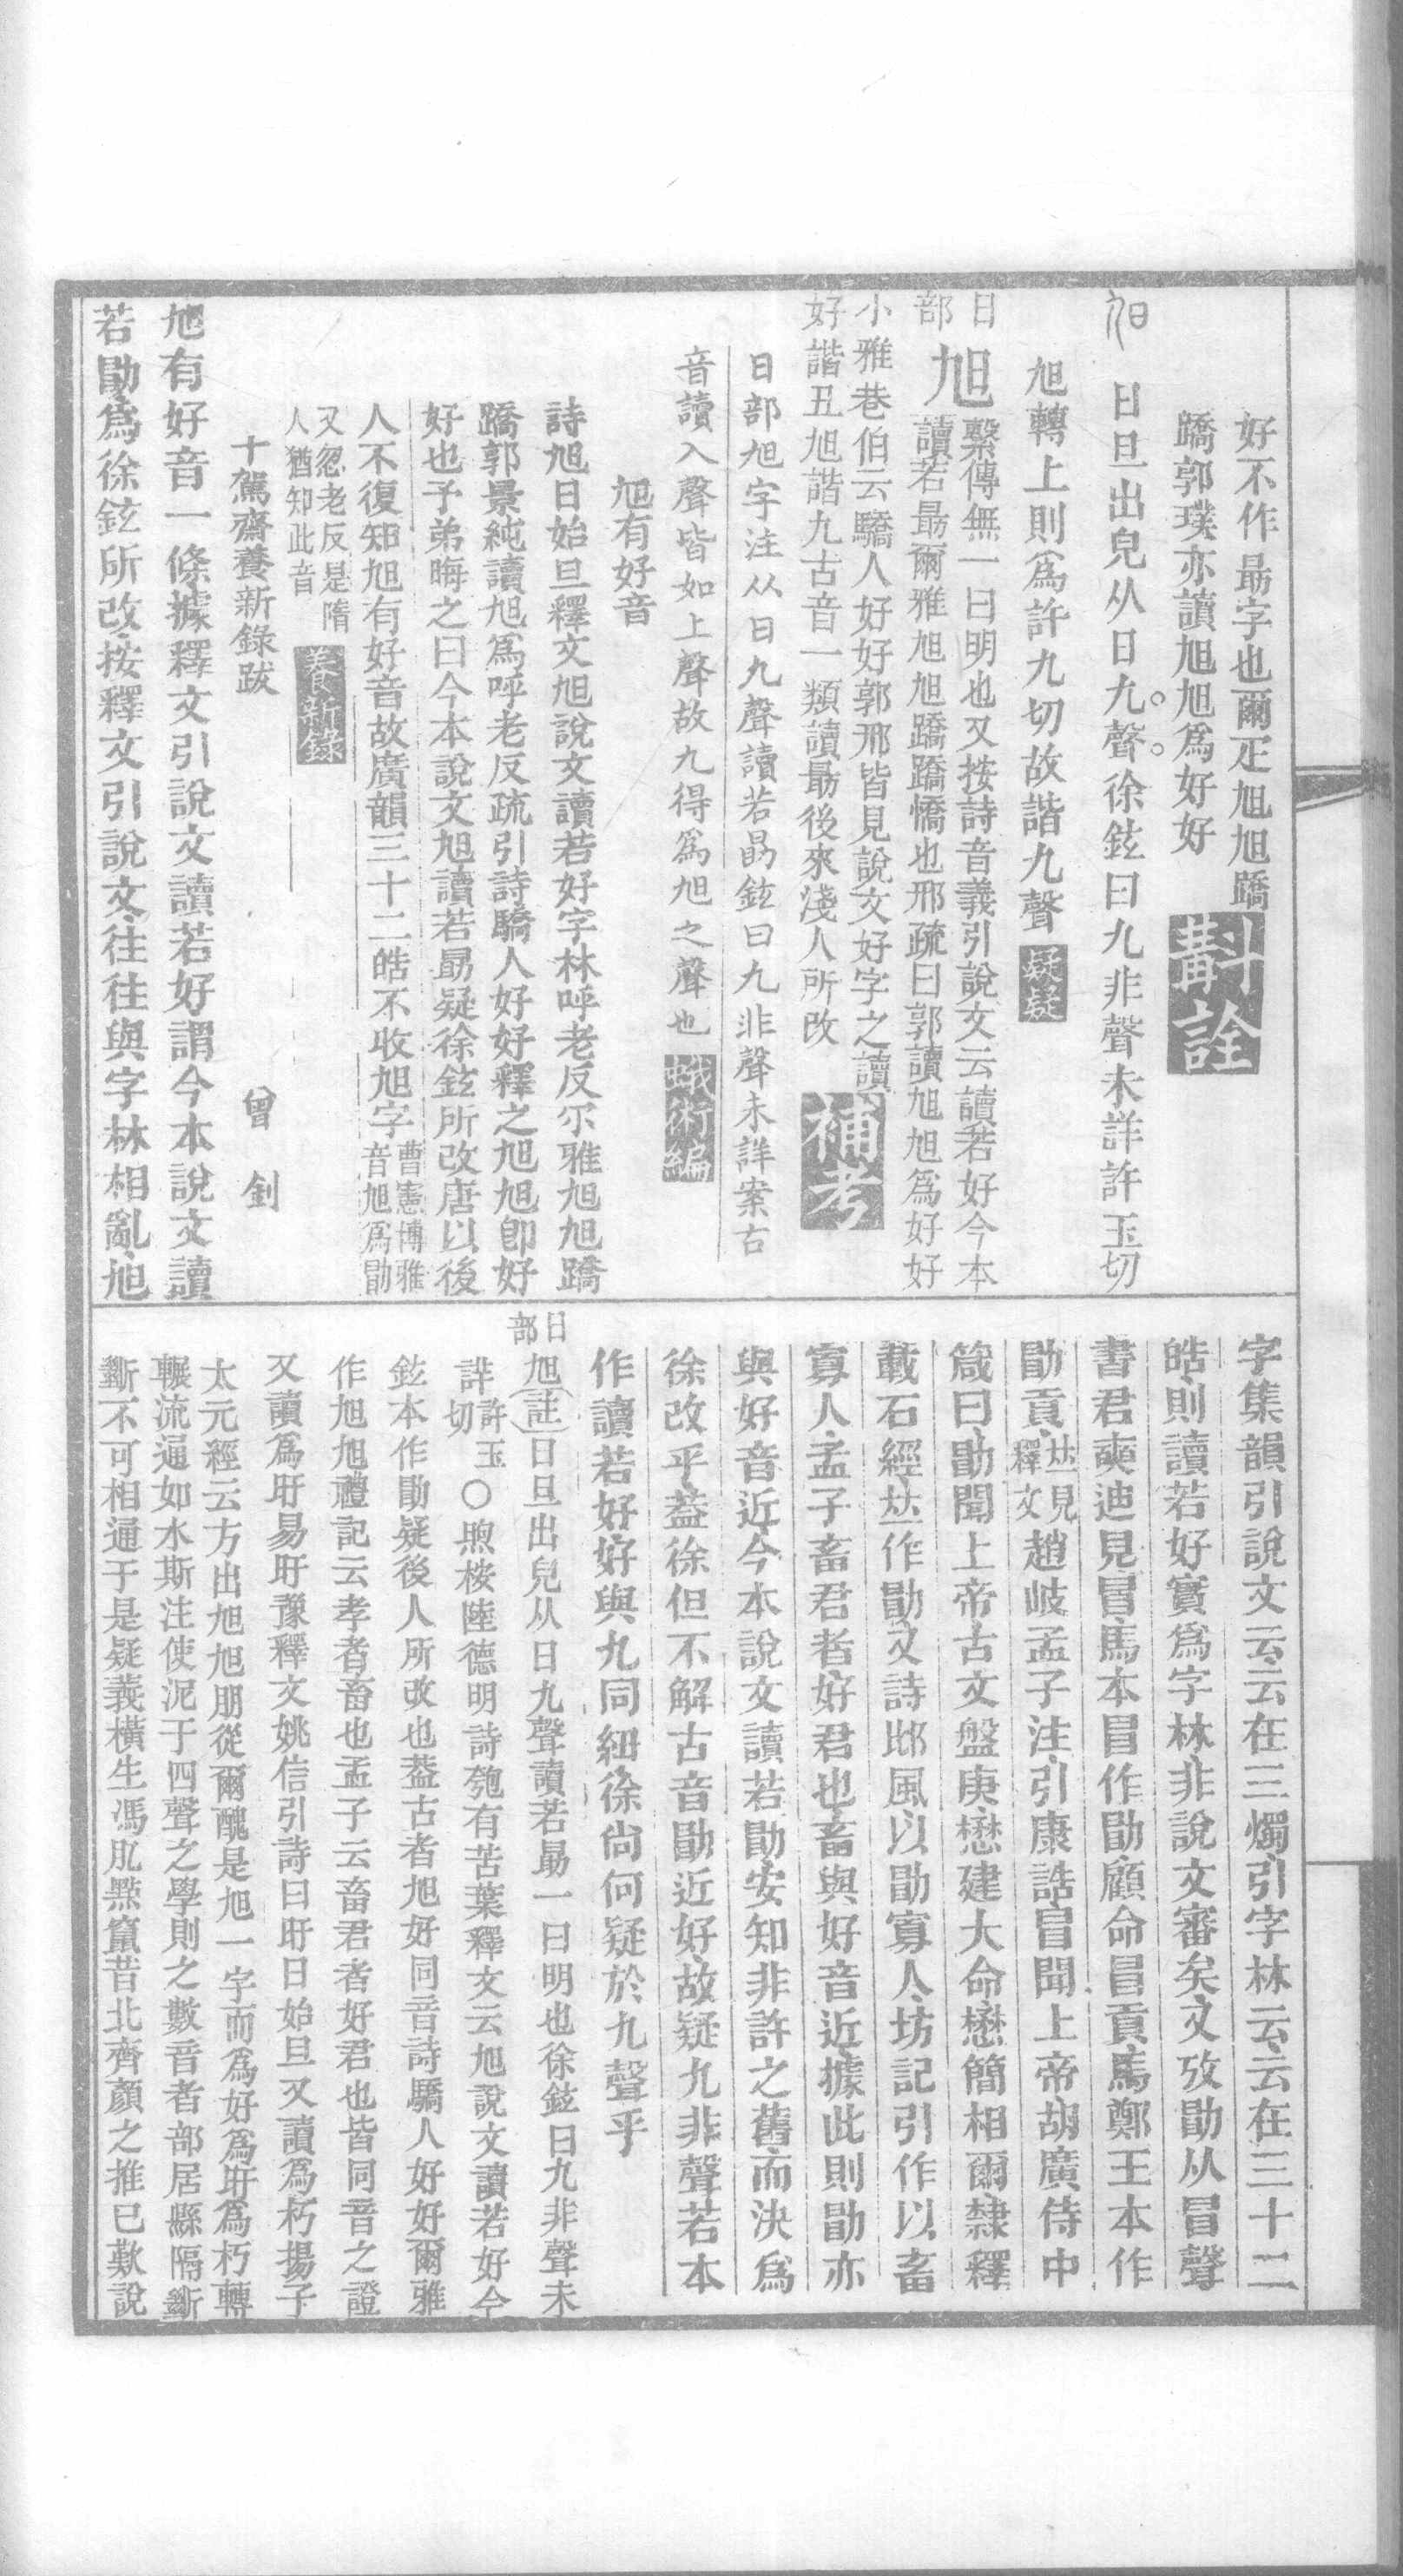 好不作勗字也爾疋旭旭蹻
蹻郭璞亦讀旭旭爲好好
斠詮
日旦出皃从日九聲徐鉉曰九非聲未詳許玉切
旭轉上則爲許九切故諧九聲
疑疑
日部
旭
繫傳無一曰明也又按詩音義引說文云讀若好今本
讀若勗爾雅旭旭蹻蹻憍也邢疏曰郭讀旭旭爲好好
小雅巷伯云驕人好好郭邢皆見說文好字之讀
好諧丑旭諧九古音一類讀勗後來淺人所改
補考
日部旭字注从日九聲讀若勗鉉曰九非聲未詳案古
音讀入聲皆如上聲故九得爲旭之聲也
蛾術編
旭有好音
詩旭日始旦釋文旭說文讀若好字林呼老反尔雅旭旭蹻
蹻郭景純讀旭爲呼老反疏引詩驕人好好釋之旭旭卽好
好也予弟晦之曰今本說文旭讀若勗疑徐鉉所改唐以後
人不復知旭有好音故廣韻三十二皓不收旭字
曹憲博雅
音旭爲勖
又忽老反是隋
人猶知此音
養新錄
十駕齋養新錄跋
曾釗
旭有好音一條據釋文引說文讀若好謂今本說文讀
若勖爲徐鉉所改按釋文引說文往往與字林相亂旭
字集韻引說文云云在三燭引字林云云在三十二
皓則讀若好實爲字林非說文審矣又攷勖从冒聲
書君奭迪見冒馬本冒作勖顧命冒貢馬鄭王本作
勖貢
竝見
釋文
趙岐孟子注引康誥冒聞上帝胡廣侍中
箴曰勖聞上帝古文盤庚懋建大命懋簡相爾隸釋
載石經竝作勖又詩邶風以勖寡人坊記引作以畜
寡人孟子畜君者好君也畜與好音近據此則勖亦
與好音近今本說文讀若勖安知非許之舊而決爲
徐改乎葢徐但不解古音勖近好故疑九非聲若本
作讀若好好與九同紐徐尙何疑於九聲乎
日部
旭
註
日旦出皃从日九聲讀若勗一曰明也徐鉉曰九非聲未
詳
許玉
切
○煦桉陸德明詩匏有苦葉釋文云旭說文讀若好今
鉉本作勖疑後人所改也葢古者旭好同音詩驕人好好爾雅
作旭旭禮記云孝者畜也孟子云畜君者好君也皆同音之證
又讀爲旴易旴豫釋文姚信引詩曰旴日始旦又讀爲朽揚子
太元經云方出旭旭朋從爾醜是旭一字而爲好爲旴爲朽轉
輾流通如水斯注使泥于四聲之學則之數音者部居縣隔斷
斷不可相通于是疑義橫生馮肊㸃竄昔北齊顏之推已歎說